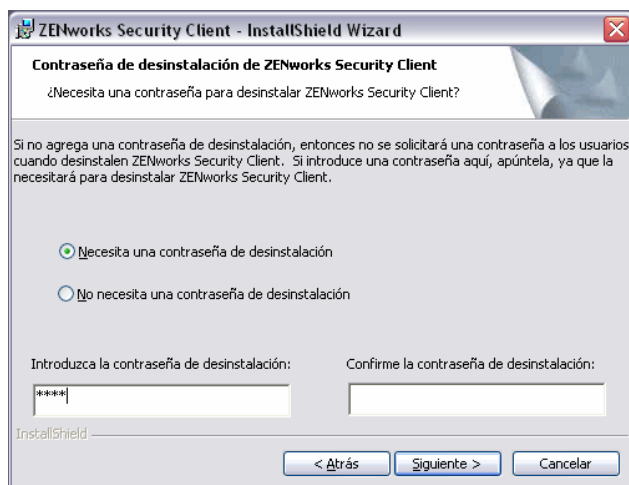 ZENworks Security Client - InstallShield Wizard
Contraseña de desinstalación de ZENworks Security Client
¿Necesita una contraseña para desinstalar ZENworks Security Client?
Si no agrega una contraseña de desinstalación, entonces no se solicitará una contraseña a los usuarios
cuando desinstalen ZENworks Security Client. Si introduce una contraseña aquí, apúntela, ya que la
necesitará para desinstalar ZENworks Security Client.
Necesita una contraseña de desinstalación
No necesita una contraseña de desinstalación
Introduzca la contraseña de desinstalación: Confirme la contraseña de desinstalación:
****
InstallShield
< Atrás Siguiente > Cancelar